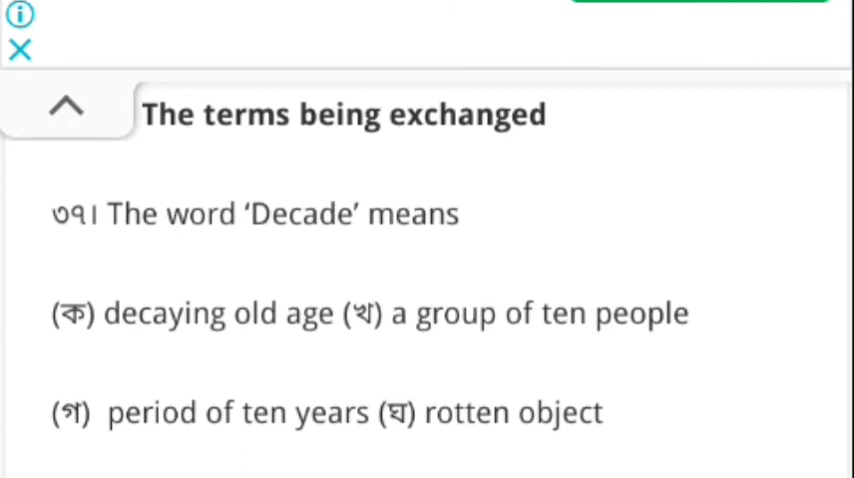 The terms being exchanged
৩৭। The word ‘Decade’ means
(ক) decaying old age (খ) a group of ten people
(গ) period of ten years (ঘ) rotten object